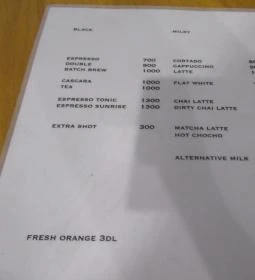 BLACK MILKY
ESPRESSO 700 CORTADO
DOUBLE 900 CAPPUCCINO
BATCH BREW 1000 LATTE
CASCARA 1000 FLAT WHITE
TEA 1000
ESPRESSO TONIC 1300 CHAI LATTE
ESPRESSO SUNRISE 1300 DIRTY CHAI LATTE
EXTRA SHOT 300 MATCHA LATTE
HOT CHOCHO
ALTERNATIVE MILK
FRESH ORANGE 3DL